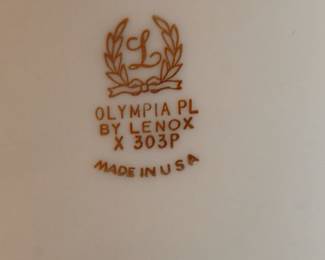 L
OLYMPIA PL
BY LENOX
X 303P
MADE IN USA